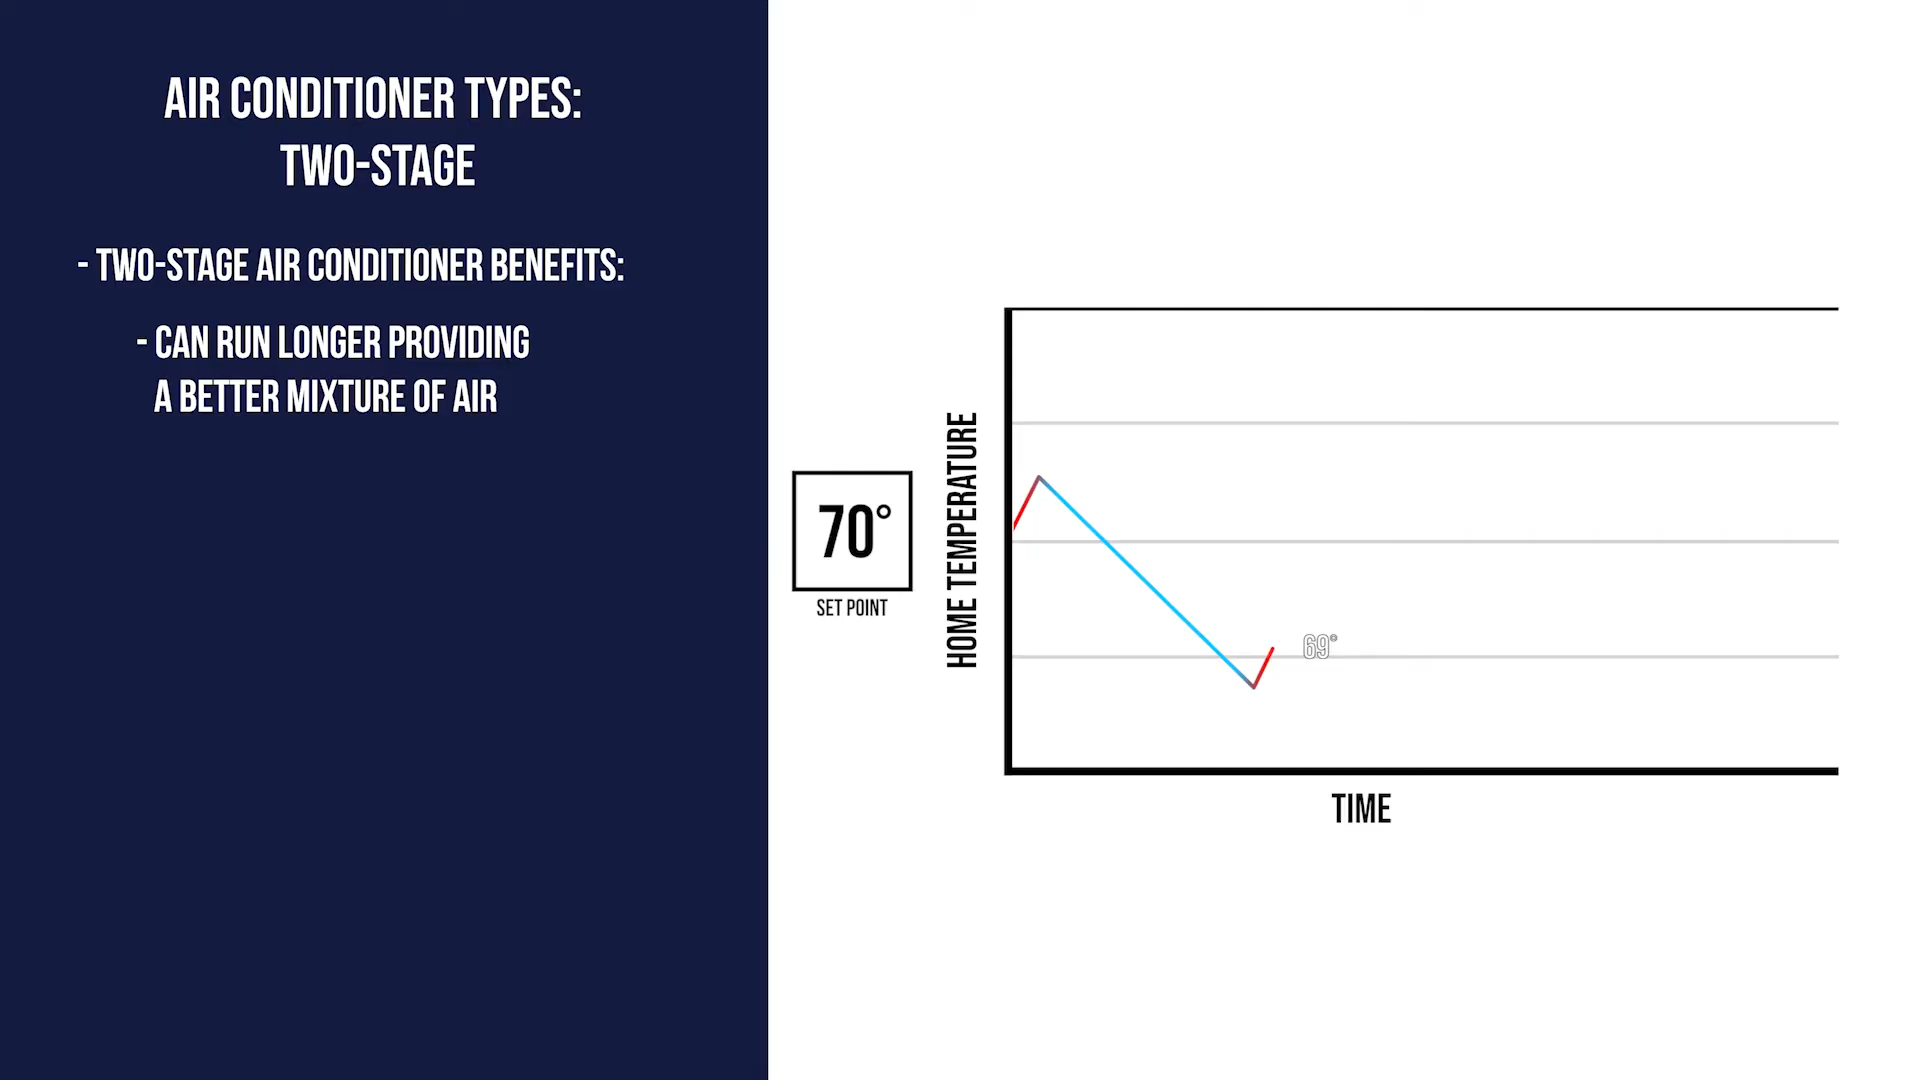 AIR CONDITIONER TYPES:
TWO-STAGE
- TWO-STAGE AIR CONDITIONER BENEFITS:
- CAN RUN LONGER PROVIDING
A BETTER MIXTURE OF AIR
70°
SET POINT
HOME TEMPERATURE
69°
TIME